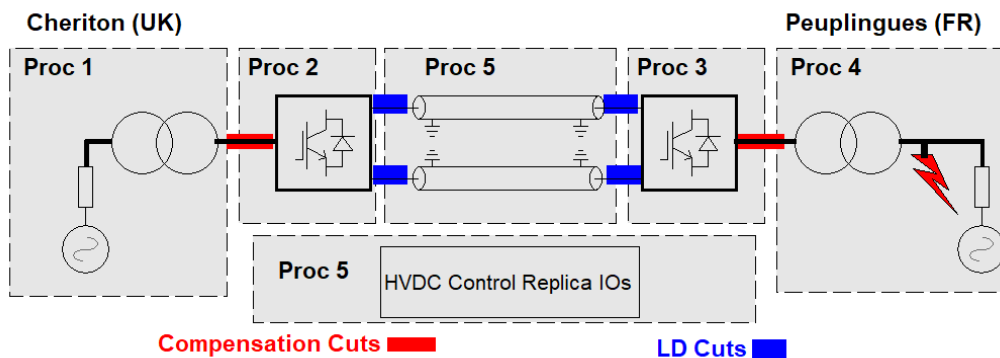 Cheriton (UK)
Peuplingues (FR)
Proc 1
Proc 2
Proc 5
Proc 3
Proc 4
Proc 5
HVDC Control Replica IOs
Compensation Cuts
LD Cuts